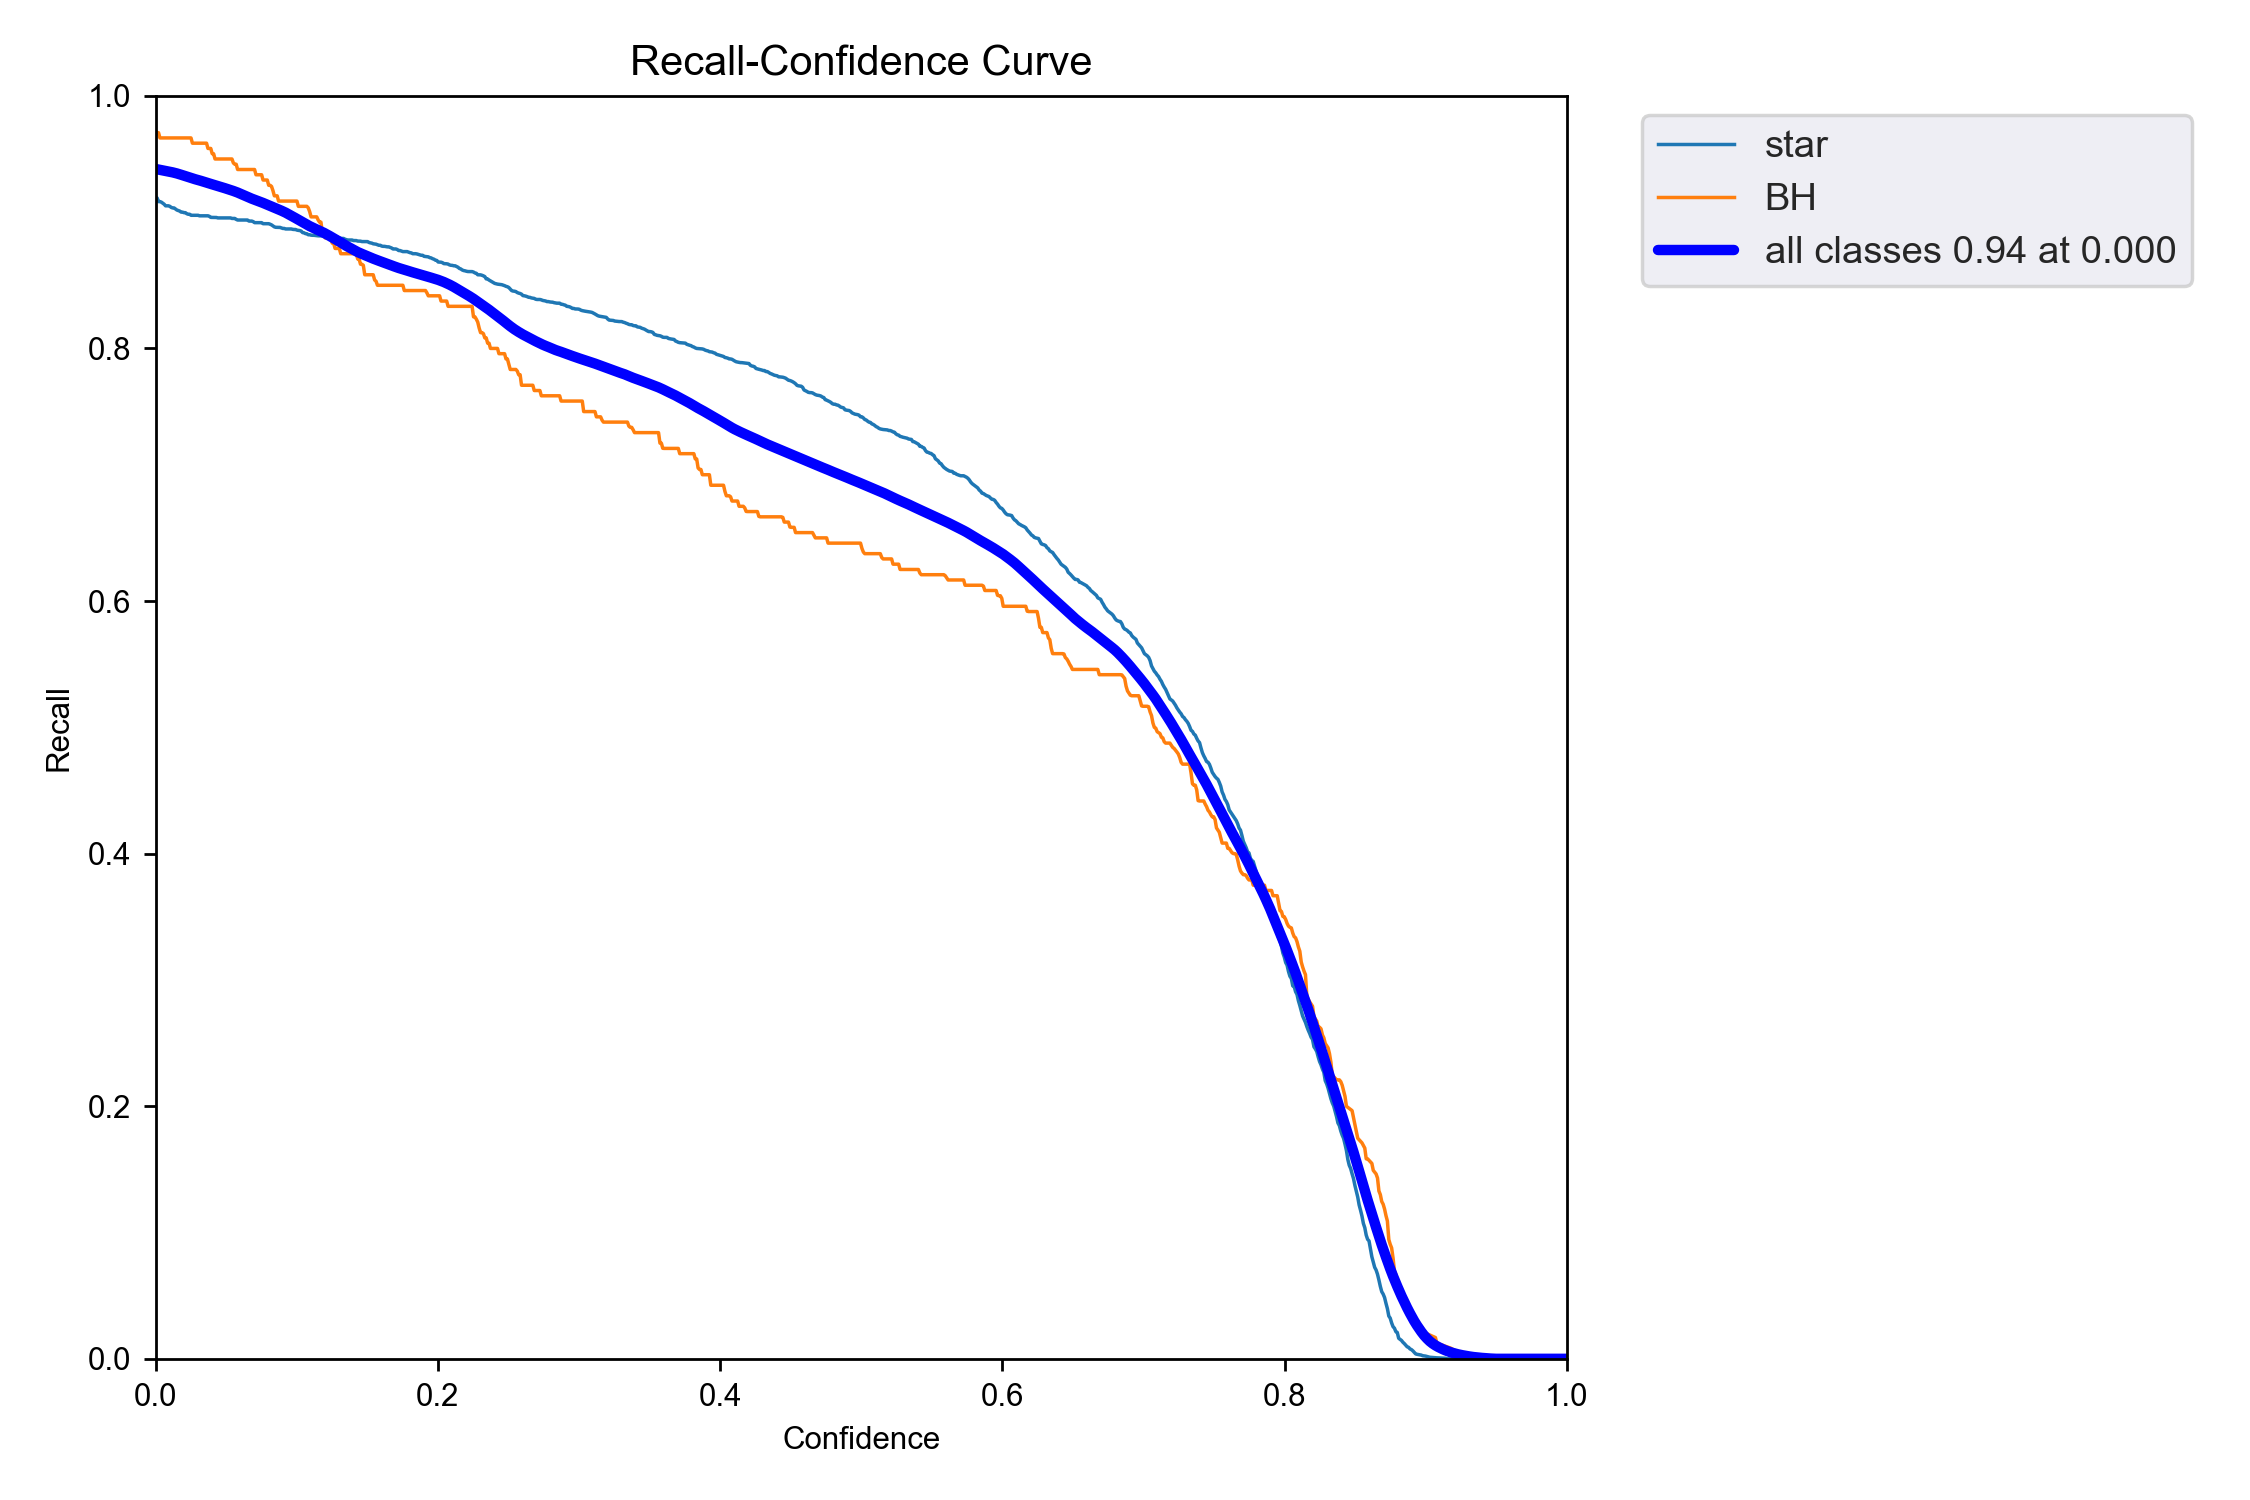 Recall-Confidence Curve
star
BH
all classes 0.94 at 0.000
1.0
0.8
0.6
0.4
0.2
0.0
Recall
0.0 0.2 0.4 0.6 0.8 1.0
Confidence